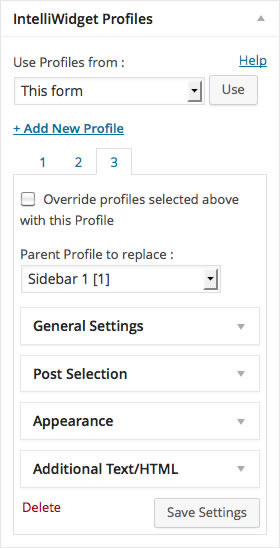 IntelliWidget Profiles
Use Profiles from :
Help
This form
Use
+ Add New Profile
1 2 3
Override profiles selected above
with this Profile
Parent Profile to replace :
Sidebar 1 [1]
General Settings
Post Selection
Appearance
Additional Text/HTML
Delete
Save Settings